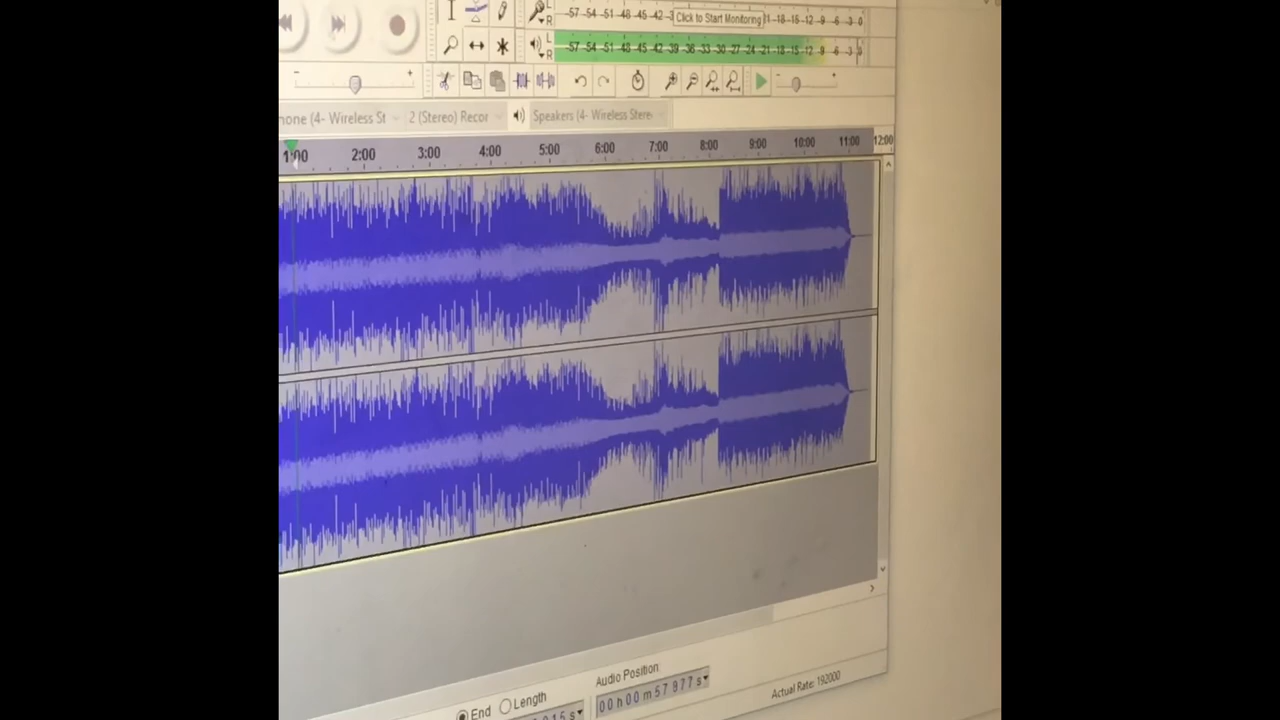 L
R
-57 -54 -51 -48 -45 -42 -3 Click to Start Monitoring 1 -18 -15 -12 -9 -6 -3 0
L
R
-57 -54 -51 -48 -45 -42 -39 -36 -33 -30 -27 -24 -21 -18 -15 -12 -9 -6 -3 0
- + - +
hone (4- Wireless St 2 (Stereo) Recor Speakers (4- Wireless Stere
1:00 2:00 3:00 4:00 5:00 6:00 7:00 8:00 9:00 10:00 11:00 12:00
End Length Audio Position
015 s 00 h 00 m 57.877 s
Actual Rate: 192000